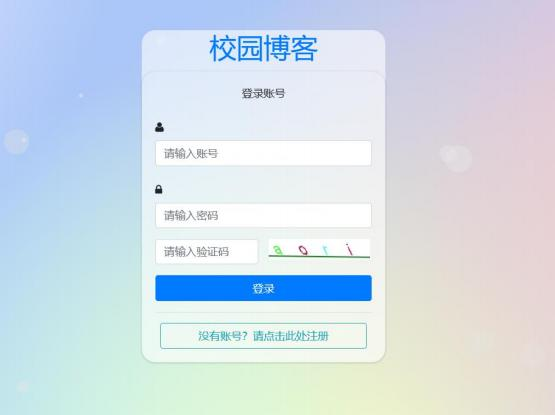 校园博客
登录账号
请输入账号
请输入密码
请输入验证码
登录
没有账号？请点击此处注册